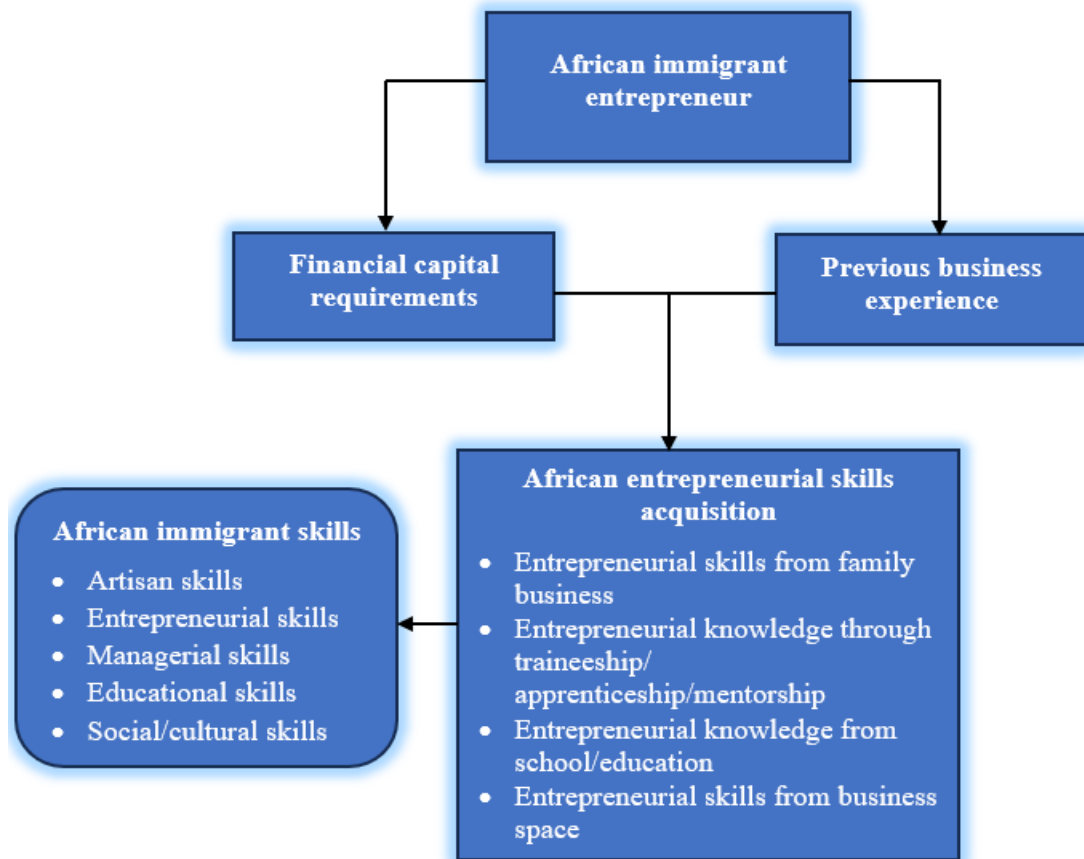 African immigrant
entrepreneur
Financial capital
requirements
Previous business
experience
African immigrant skills
• Artisan skills
• Entrepreneurial skills
• Managerial skills
• Educational skills
• Social/cultural skills
African entrepreneurial skills
acquisition
• Entrepreneurial skills from family
business
• Entrepreneurial knowledge through
traineeship/
apprenticeship/mentorship
• Entrepreneurial knowledge from
school/education
• Entrepreneurial skills from business
space